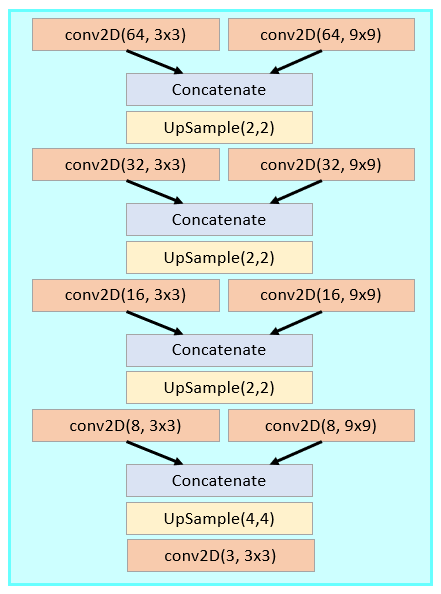 conv2D(64, 3x3)
conv2D(64, 9x9)
Concatenate
UpSample(2,2)
conv2D(32, 3x3)
conv2D(32, 9x9)
Concatenate
UpSample(2,2)
conv2D(16, 3x3)
conv2D(16, 9x9)
Concatenate
UpSample(2,2)
conv2D(8, 3x3)
conv2D(8, 9x9)
Concatenate
UpSample(4,4)
conv2D(3, 3x3)